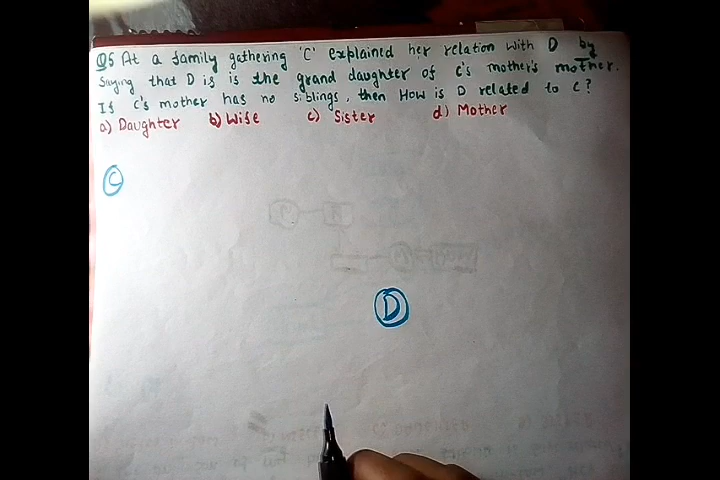 Q5 At a family gathering 'C' explained her relation with D by
saying that D is is the grand daughter of c's mother's mother.
If c's mother has no siblings, then How is D related to c?
a) Daughter b) Wife c) Sister d) Mother
C
D